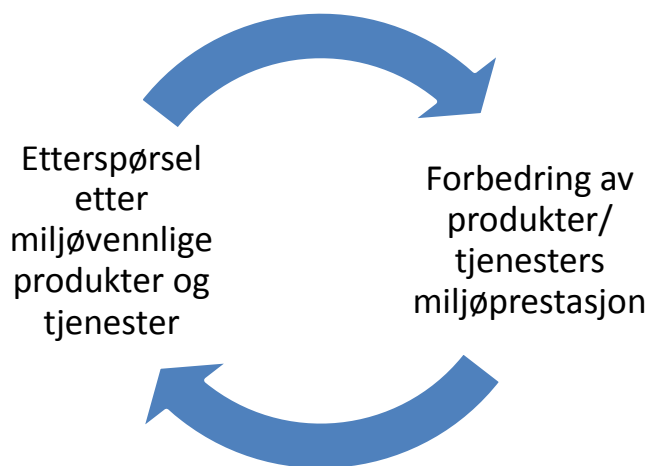 Etterspørsel
etter
miljøvennlige
produkter og
tjenester
Forbedring av
produkter/
tjenesters
miljøprestasjon